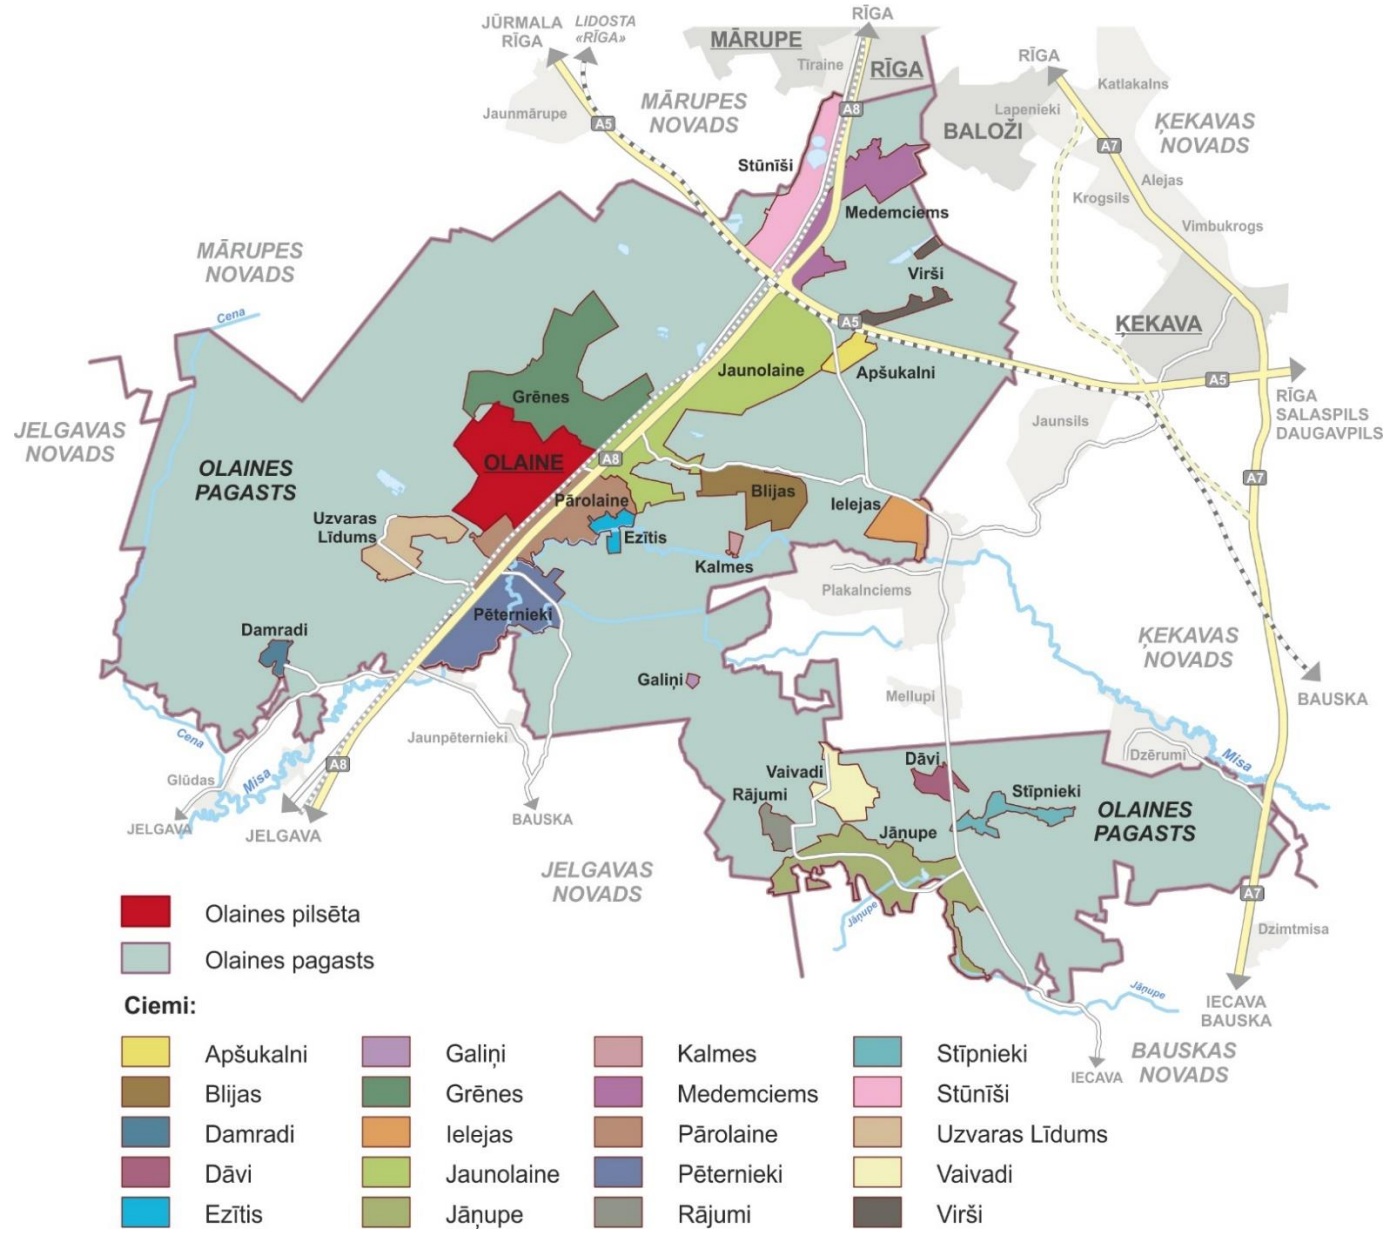 JŪRMALA
RĪGA
LIDOSTA
«RĪGA»
RĪGA
MĀRUPE
Tīraine
RĪGA
RĪGA
Katlakalns
Lapenieki
Jaunmārupe
MĀRUPES
NOVADS
A5
A8
BALOŽI
ĶEKAVAS
NOVADS
A7
Stūnīši
Alejas
Krogsils
Medemciems
Vimbukrogs
MĀRUPES
NOVADS
Virši
Cena
A5
ĶEKAVA
Jaunolaine
Apšukalni
A5
Grēnes
RĪGA
SALASPILS
DAUGAVPILS
Jaunsils
JELGAVAS
NOVADS
OLAINES
PAGASTS
OLAINE
A8
A7
Pārolaine
Blijas
Ielejas
Uzvaras
Līdums
Ezītis
Kalmes
Plakalnciems
Pēternieki
Damradi
ĶEKAVAS
NOVADS
Galiņi
Mellupi
BAUSKA
Cena
Jaunpēternieki
Misa
Glūdas
A8
Dzērumi
Misa
Vaivadi
Dāvi
Rājumi
Stīpnieki
OLAINES
PAGASTS
JELGAVA
JELGAVA
BAUSKA
Jāņupe
JELGAVAS
NOVADS
A7
Jāņupe
Dzimtmisa
Jāņupe
IECAVA
BAUSKA
IECAVA
BAUSKAS
NOVADS
Olaines pilsēta
Olaines pagasts
Ciemi:
Apšukalni
Galiņi
Kalmes
Stīpnieki
Blijas
Grēnes
Medemciems
Stūnīši
Damradi
Ielejas
Pārolaine
Uzvaras Līdums
Dāvi
Jaunolaine
Pēternieki
Vaivadi
Ezītis
Jāņupe
Rājumi
Virši